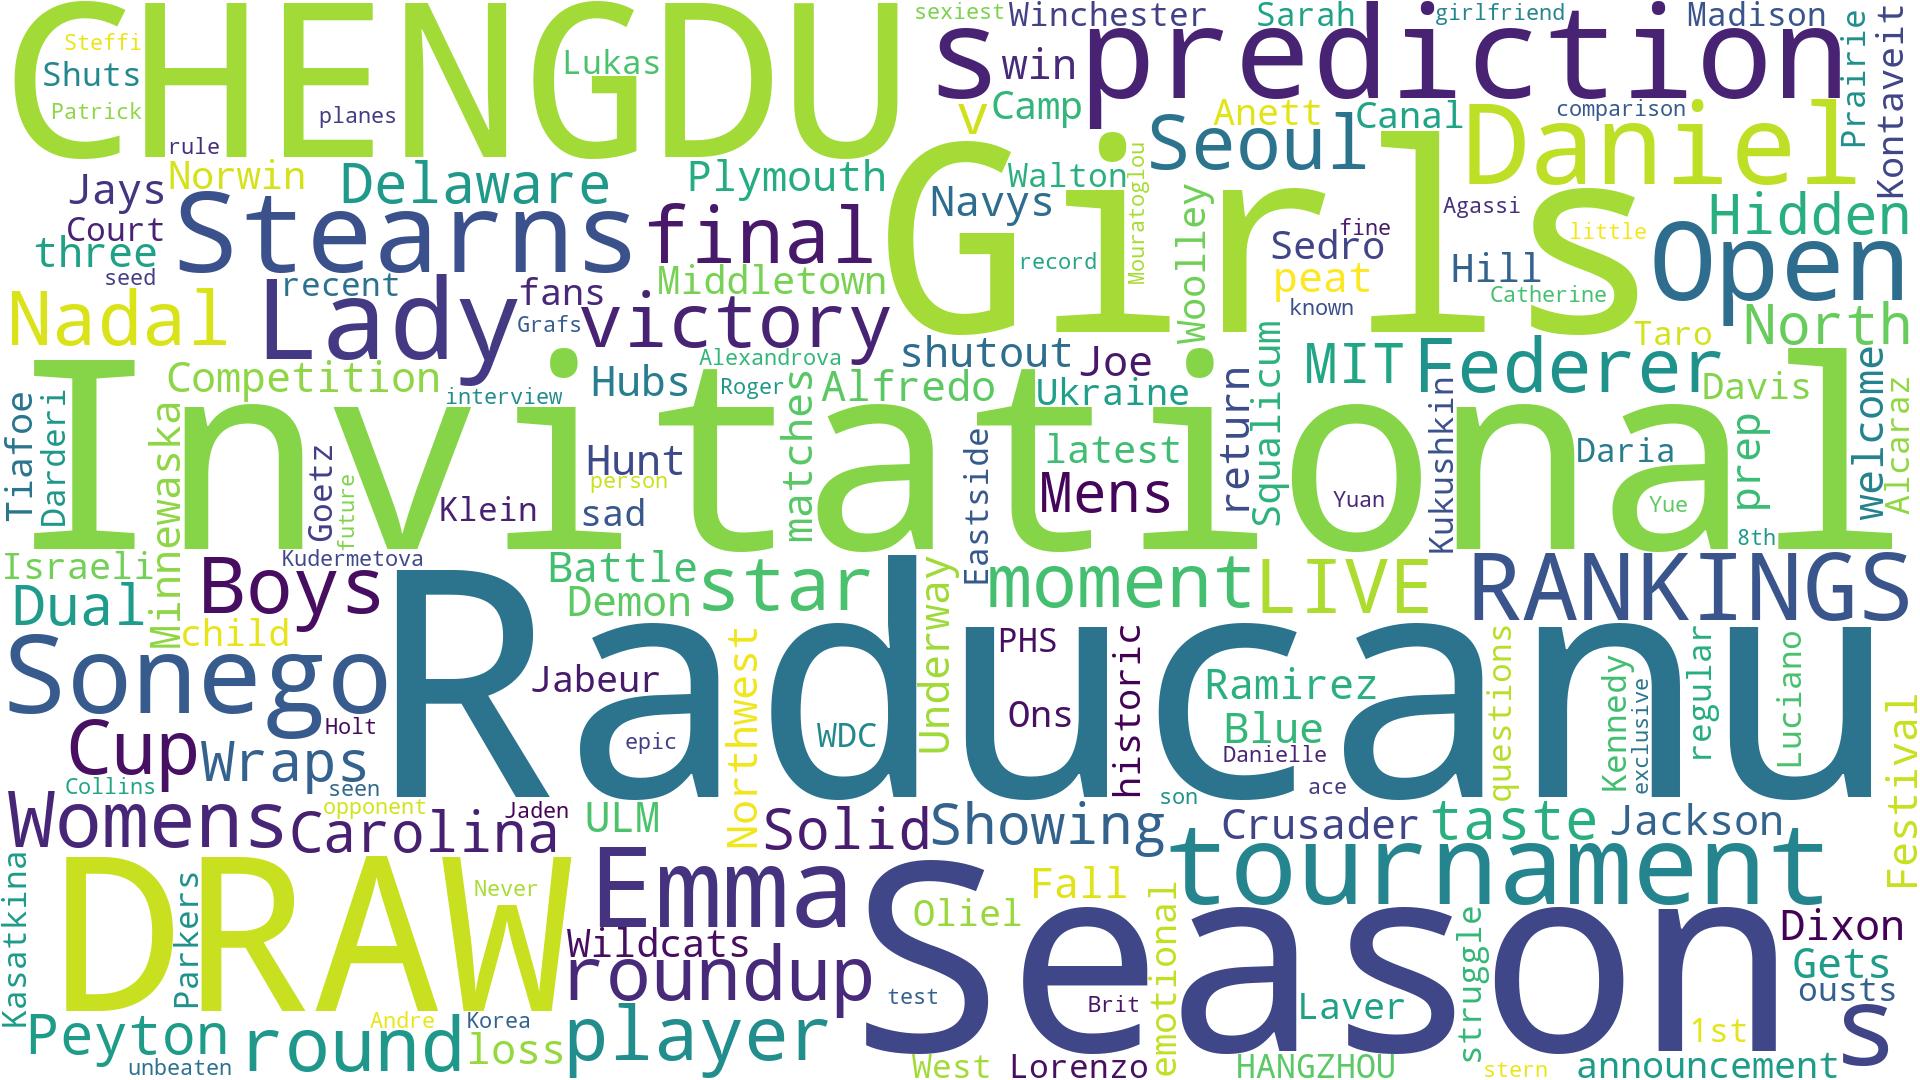 CHENGDU
Steffi
Shuts
Patrick
rule
planes
Lukas
sexiest
Winchester
Sarah
girlfriend
Madison
s
win
prediction
Prairie
Kontaveit
v
Camp
Anett
Canal
comparison
Daniel
Seoul
Jays
Norwin
Delaware
Plymouth
Girls
Navys
Walton
Mouratoglou
Woolley
Agassi
fine
little
Hidden
Court
three
seed
Stearns
final
record
Sedro
peat
known
Hill
Catherine
Open
recent
Middletown
Nadal
Lady
fans
Grafs
victory
Taro
North
Competition
interview
Hubs
Alexandrova
Roger
shutout
Joe
MIT
Federer
Alfredo
Ukraine
Davis
Welcome
Alcaraz
Invitational
Tiafoe
Darderi
Minnewaska
Goetz
future
Klein
Hunt
person
sad
matches
Eastside
latest
Mens
return
Squalicum
Yuan
Kukushkin
Daria
Yue
prep
8th
Israeli
Kudermetova
Boys
Dual
child
Battle
Demon
star
Underway
moment
LIVE
RANKINGS
Raducanu
Sonego
Holt
Cup
Wraps
Collins
seen
Jabeur
epic
Northwest
WDC
PHS
Ons
historic
Ramirez
Blue
Danielle
ace
questions
Kennedy
exclusive
regular
Luciano
Festival
son
opponent
Jaden
Womens
Carolina
ULM
Solid
Showing
Crusader
taste
Jackson
tournament
DRAW
Kasatkina
Parkers
Never
Emma
Wildcats
roundup
Season
Oliel
Fall
emotional
test
Brit
Laver
struggle
Dixon
Gets
ousts
s
Peyton
unbeaten
Andre
Korea
round
loss
player
West
Lorenzo
HANGZHOU
stern
1st
announcement